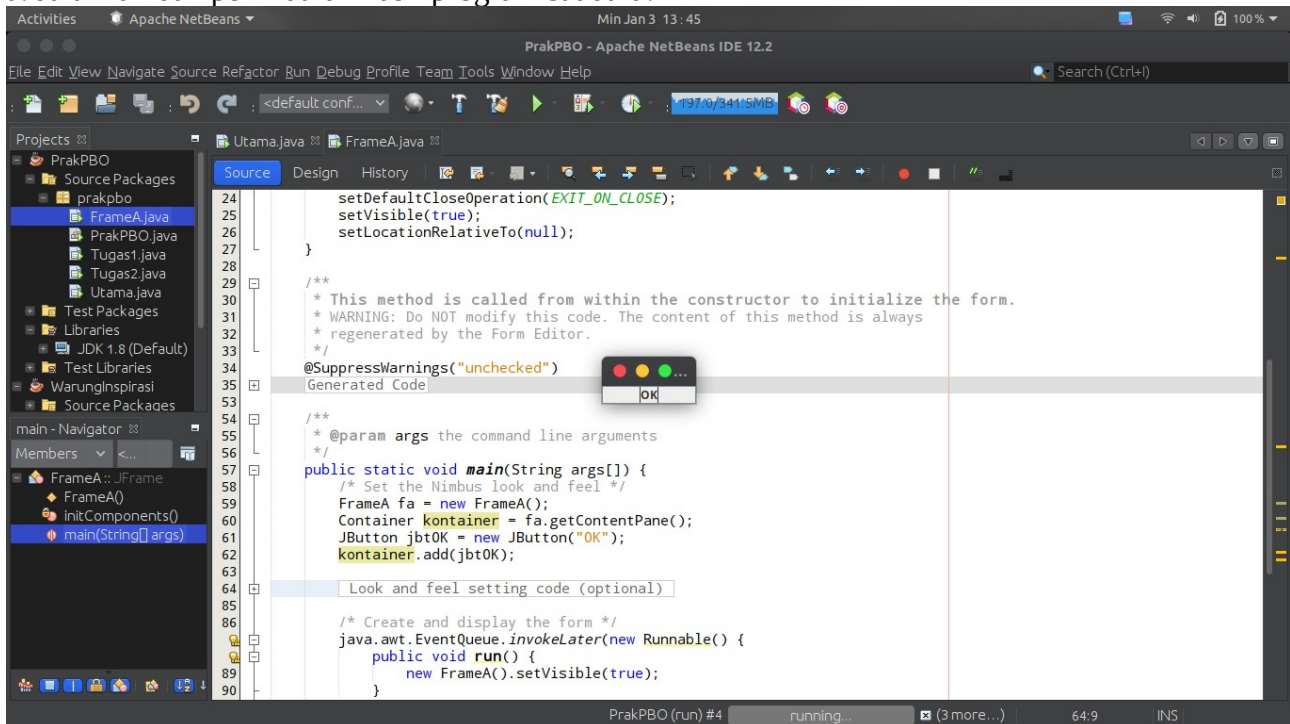 Activities Apache NetBeans Min Jan 3 13:45 100%
PrakPBO - Apache NetBeans IDE 12.2
File Edit View Navigate Source Refactor Run Debug Profile Team Tools Window Help Search (Ctrl+I)
<default conf... 197.0/341.5MB
Projects
Utama.java FrameA.java
PrakPBO
Source Packages
prakpbo
FrameA.java
PrakPBO.java
Tugas1.java
Tugas2.java
Utama.java
Test Packages
Libraries
JDK 1.8 (Default)
Test Libraries
WarungInspirasi
Source Packages
main - Navigator
Members <...
FrameA :: JFrame
FrameA()
initComponents()
main(String[] args)
Source Design History
24 setDefaultCloseOperation(EXIT_ON_CLOSE);
25 setVisible(true);
26 setLocationRelativeTo(null);
27 }
28
29 /**
30 * This method is called from within the constructor to initialize the form.
31 * WARNING: Do NOT modify this code. The content of this method is always
32 * regenerated by the Form Editor.
33 */
34 @SuppressWarnings("unchecked")
35 Generated Code
53
54 /**
55 * @param args the command line arguments
56 */
57 public static void main(String args[]) {
58 /* Set the Nimbus look and feel */
59 FrameA fa = new FrameA();
60 Container kontainer = fa.getContentPane();
61 JButton jbtOK = new JButton("OK");
62 kontainer.add(jbtOK);
63
64 Look and feel setting code (optional)
85
86 /* Create and display the form */
java.awt.EventQueue.invokeLater(new Runnable() {
public void run() {
89 new FrameA().setVisible(true);
90 }
...
OK
PrakPBO (run) #4 running... (3 more...) 64:9 INS